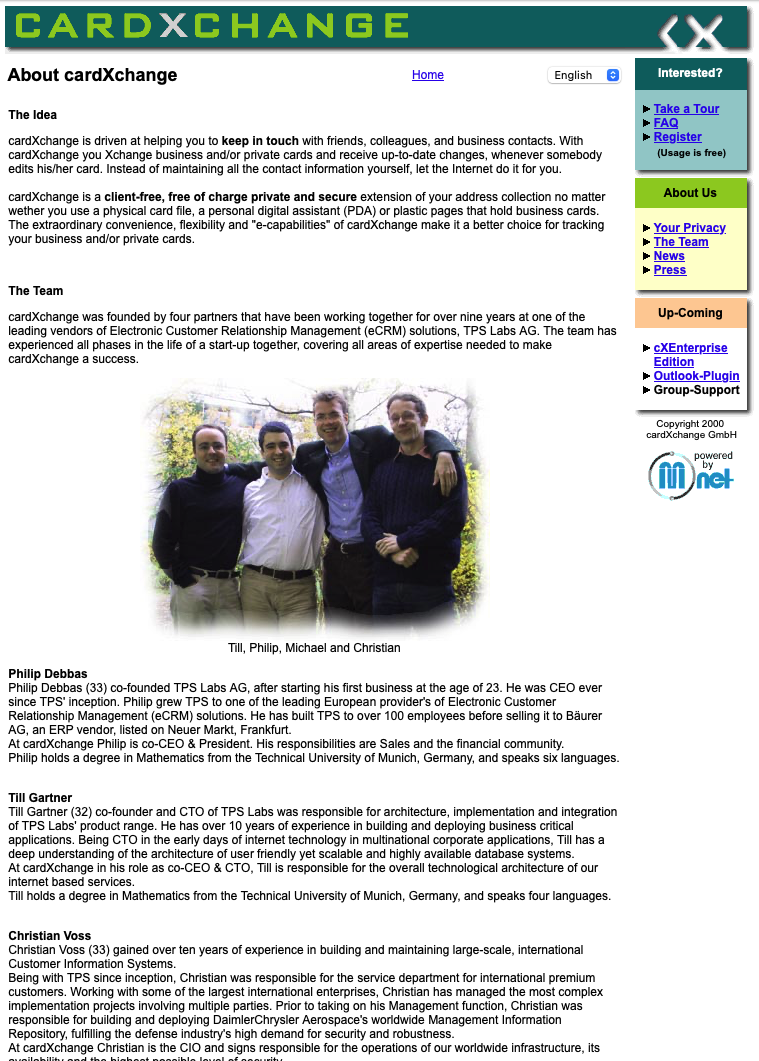 CARDXCHANGE
CX
About cardXchange
Home
English
The Idea
cardXchange is driven at helping you to keep in touch with friends, colleagues, and business contacts. With
cardXchange you Xchange business and/or private cards and receive up-to-date changes, whenever somebody
edits his/her card. Instead of maintaining all the contact information yourself, let the Internet do it for you.
cardXchange is a client-free, free of charge private and secure extension of your address collection no matter
wether you use a physical card file, a personal digital assistant (PDA) or plastic pages that hold business cards.
The extraordinary convenience, flexibility and "e-capabilities" of cardXchange make it a better choice for tracking
your business and/or private cards.
The Team
cardXchange was founded by four partners that have been working together for over nine years at one of the
leading vendors of Electronic Customer Relationship Management (eCRM) solutions, TPS Labs AG. The team has
experienced all phases in the life of a start-up together, covering all areas of expertise needed to make
cardXchange a success.
Till, Philip, Michael and Christian
Philip Debbas
Philip Debbas (33) co-founded TPS Labs AG, after starting his first business at the age of 23. He was CEO ever
since TPS' inception. Philip grew TPS to one of the leading European provider's of Electronic Customer
Relationship Management (eCRM) solutions. He has built TPS to over 100 employees before selling it to Bäurer
AG, an ERP vendor, listed on Neuer Markt, Frankfurt.
At cardXchange Philip is co-CEO & President. His responsibilities are Sales and the financial community.
Philip holds a degree in Mathematics from the Technical University of Munich, Germany, and speaks six languages.
Till Gartner
Till Gartner (32) co-founder and CTO of TPS Labs was responsible for architecture, implementation and integration
of TPS Labs' product range. He has over 10 years of experience in building and deploying business critical
applications. Being CTO in the early days of internet technology in multinational corporate applications, Till has a
deep understanding of the architecture of user friendly yet scalable and highly available database systems.
At cardXchange in his role as co-CEO & CTO, Till is responsible for the overall technological architecture of our
internet based services.
Till holds a degree in Mathematics from the Technical University of Munich, Germany, and speaks four languages.
Christian Voss
Christian Voss (33) gained over ten years of experience in building and maintaining large-scale, international
Customer Information Systems.
Being with TPS since inception, Christian was responsible for the service department for international premium
customers. Working with some of the largest international enterprises, Christian has managed the most complex
implementation projects involving multiple parties. Prior to taking on his Management function, Christian was
responsible for building and deploying DaimlerChrysler Aerospace's worldwide Management Information
Repository, fulfilling the defense industry's high demand for security and robustness.
At cardXchange Christian is the CIO and signs responsible for the operations of our worldwide infrastructure, its
availability and the highest possible level of security.
Interested?
Take a Tour
FAQ
Register
(Usage is free)
About Us
Your Privacy
The Team
News
Press
Up-Coming
cXEnterprise
Edition
Outlook-Plugin
Group-Support
Copyright 2000
cardXchange GmbH
powered
by
M net